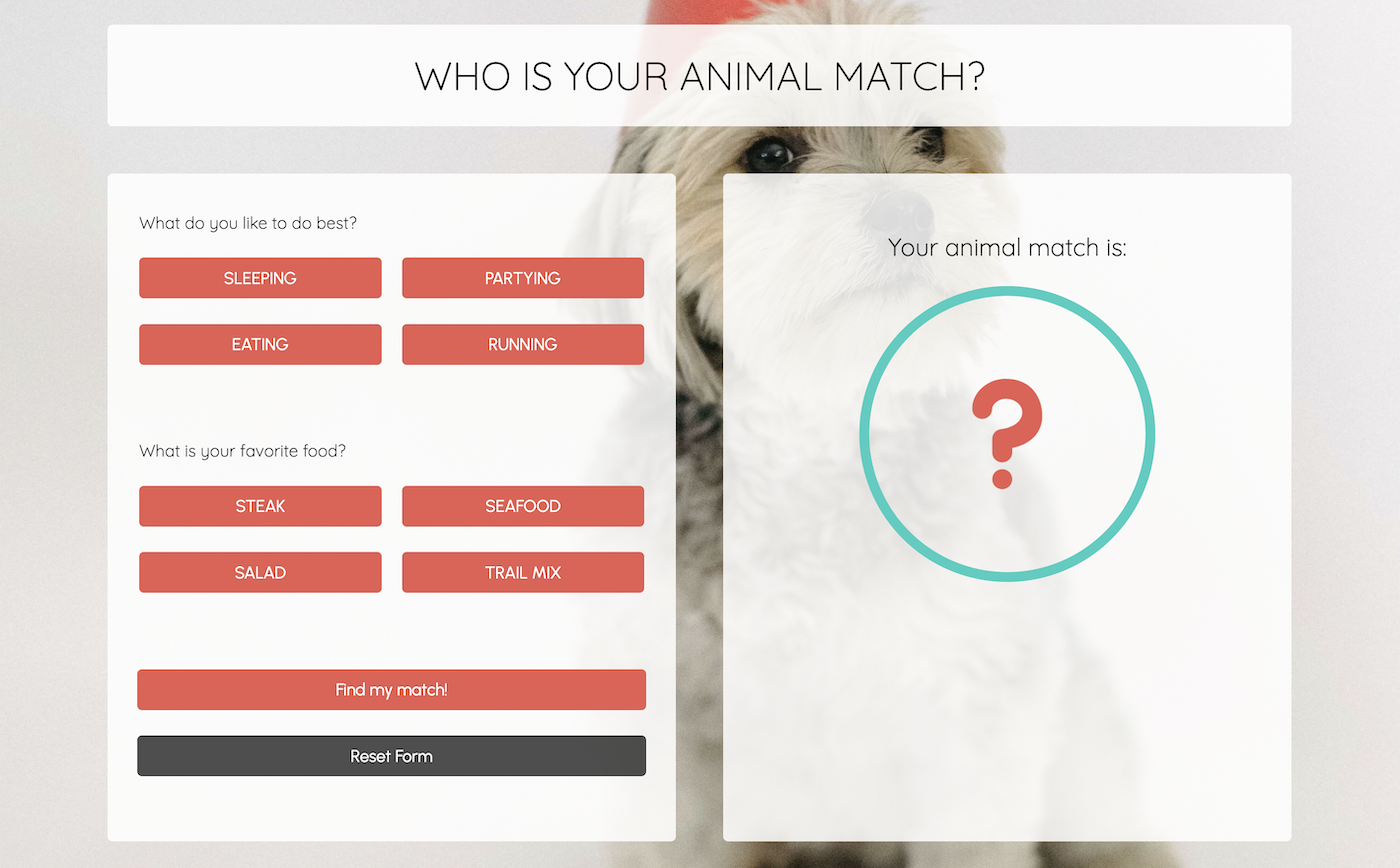 WHO IS YOUR ANIMAL MATCH?
What do you like to do best?
SLEEPING
PARTYING
EATING
RUNNING
What is your favorite food?
STEAK
SEAFOOD
SALAD
TRAIL MIX
Find my match!
Reset Form
Your animal match is:
?